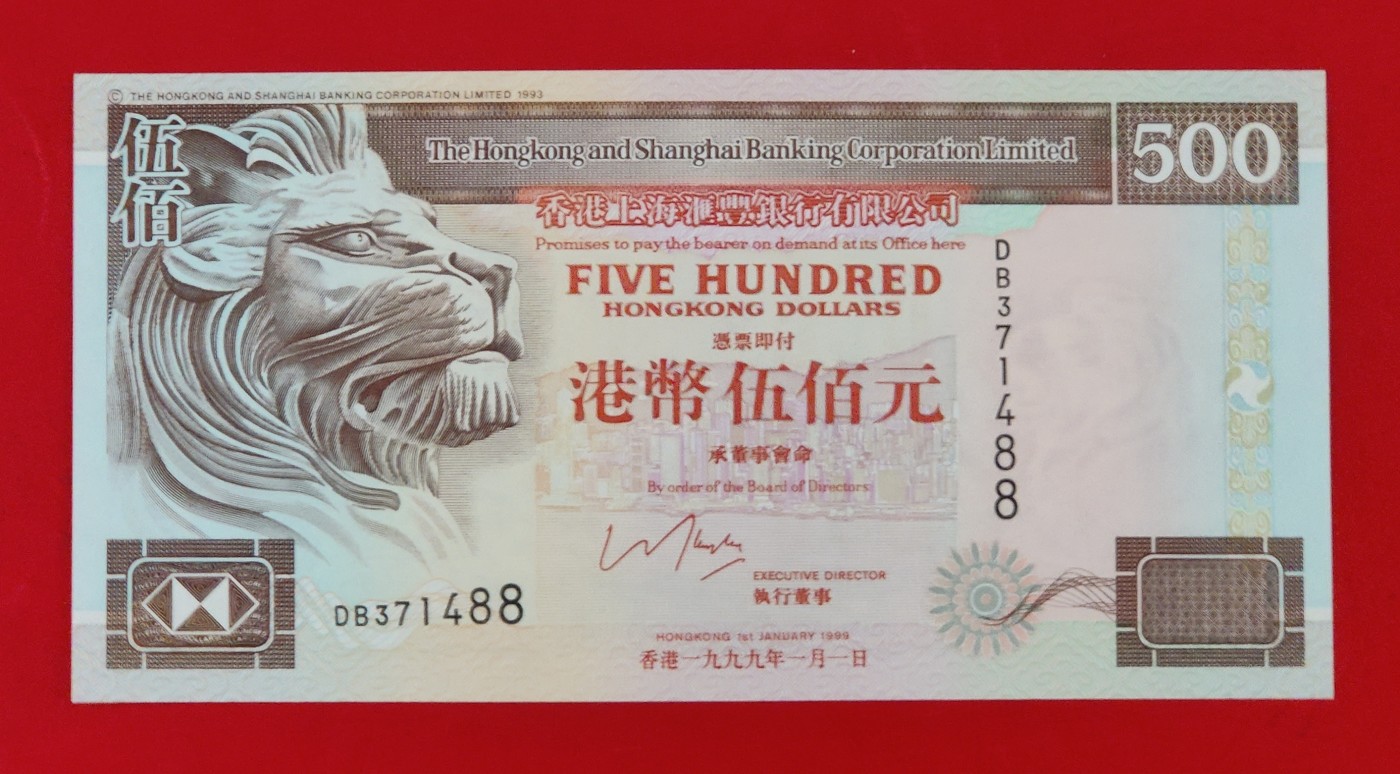 © THE HONGKONG AND SHANGHAI BANKING CORPORATION LIMITED 1993
伍佰
The Hongkong and Shanghai Banking Corporation Limited
500
香港上海滙豐銀行有限公司
Promises to pay the bearer on demand at its Office here
FIVE HUNDRED
HONGKONG DOLLARS
憑票即付
港幣伍佰元
承董事會命
By order of the Board of Directors
DB371488
EXECUTIVE DIRECTOR
執行董事
DB371488
HONGKONG 1st JANUARY 1999
香港一九九九年一月一日